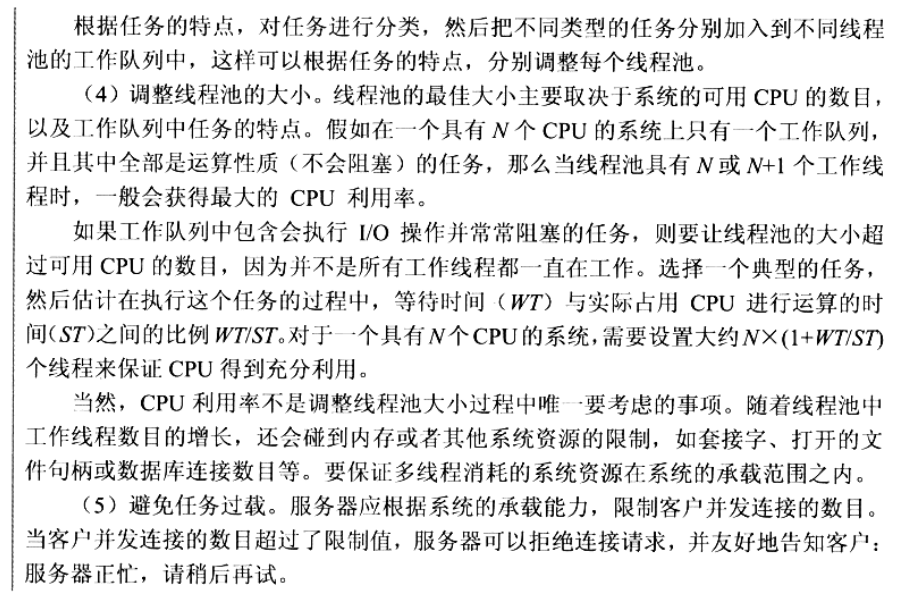 根据任务的特点，对任务进行分类，然后把不同类型的任务分别加入到不同线程
池的工作队列中，这样可以根据任务的特点，分别调整每个线程池。
（4）调整线程池的大小。线程池的最佳大小主要取决于系统的可用 CPU 的数目，
以及工作队列中任务的特点。假如在一个具有 N 个 CPU 的系统上只有一个工作队列，
并且其中全部是运算性质（不会阻塞）的任务，那么当线程池具有 N 或 N+1 个工作线
程时，一般会获得最大的 CPU 利用率。
如果工作队列中包含会执行 I/O 操作并常常阻塞的任务，则要让线程池的大小超
过可用 CPU 的数目，因为并不是所有工作线程都一直在工作。选择一个典型的任务，
然后估计在执行这个任务的过程中，等待时间（WT）与实际占用 CPU 进行运算的时
间（ST）之间的比例 WT/ST。对于一个具有 N 个 CPU 的系统，需要设置大约 N×(1+WT/ST)
个线程来保证 CPU 得到充分利用。
当然，CPU 利用率不是调整线程池大小过程中唯一要考虑的事项。随着线程池中
工作线程数目的增长，还会碰到内存或者其他系统资源的限制，如套接字、打开的文
件句柄或数据库连接数目等。要保证多线程消耗的系统资源在系统的承载范围之内。
（5）避免任务过载。服务器应根据系统的承载能力，限制客户并发连接的数目。
当客户并发连接的数目超过了限制值，服务器可以拒绝连接请求，并友好地告知客户：
服务器正忙，请稍后再试。